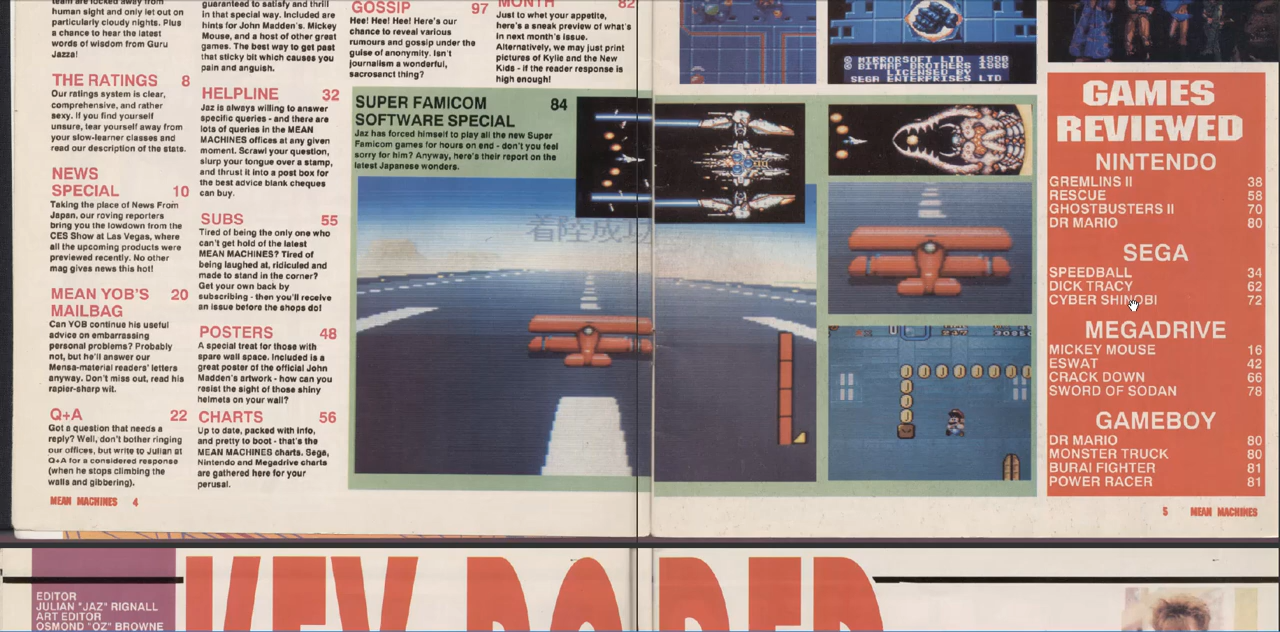 team are locked away from
human sight and only let out on
particularly cloudy nights. Plus
a chance to hear the latest
words of wisdom from Guru
Jazza!
THE RATINGS 8
Our ratings system is clear,
comprehensive, and rather
sexy. If you find yourself
unsure, tear yourself away from
your slow-learner classes and
read our description of the stats.
NEWS
SPECIAL 10
Taking the place of News From
Japan, our roving reporters
bring you the lowdown from the
CES Show at Las Vegas, where
all the upcoming products were
previewed recently. No other
mag gives news this hot!
MEAN YOB'S 20
MAILBAG
Can YOB continue his useful
advice on embarrassing
personal problems? Probably
not, but he'll answer our
Mensa-material readers' letters
anyway. Don't miss out, read his
rapier-sharp wit.
Q+A 22
Got a question that needs a
reply? Well, don't bother ringing
our offices, but write to Julian at
Q+A for a considered response
(when he stops climbing the
walls and gibbering).
MEAN MACHINES 4
guaranteed to satisfy and thrill
in that special way. Included are
hints for John Madden's, Mickey
Mouse, and a host of other great
games. The best way to get past
that sticky bit which causes you
pain and anguish.
HELPLINE 32
Jaz is always willing to answer
specific queries - and there are
lots of queries in the MEAN
MACHINES offices at any given
moment. Scrawl your question,
slurp your tongue over a stamp,
and thrust it into a post box for
the best advice blank cheques
can buy.
SUBS 55
Tired of being the only one who
can't get hold of the latest
MEAN MACHINES? Tired of
being laughed at, ridiculed and
made to stand in the corner?
Get your own back by
subscribing - then you'll receive
an issue before the shops do!
POSTERS 48
A special treat for those with
spare wall space. Included is a
great poster of the official John
Madden's artwork - how can you
resist the sight of those shiny
helmets on your wall?
CHARTS 56
Up to date, packed with info,
and pretty to boot - that's the
MEAN MACHINES charts. Sega,
Nintendo and Megadrive charts
are gathered here for your
perusal.
GOSSIP 97
Hee! Hee! Hee! Here's our
chance to reveal various
rumours and gossip under the
guise of anonymity. Isn't
journalism a wonderful,
sacrosanct thing?
MONTH 82
Just to whet your appetite,
here's a sneak preview of what's
in next month's issue.
Alternatively, we may just print
pictures of Kylie and the New
Kids - if the reader response is
high enough!
SUPER FAMICOM 84
SOFTWARE SPECIAL
Jaz has forced himself to play all the new Super
Famicom games for hours on end - don't you feel
sorry for him? Anyway, here's their report on the
latest Japanese wonders.
着陸成功
© MIRRORSOFT LTD 1990
© BITMAP BROTHERS 1988
LICENSED BY
SEGA ENTERPRISES LTD
GAMES
REVIEWED
NINTENDO
GREMLINS II 38
RESCUE 58
GHOSTBUSTERS II 70
DR MARIO 80
SEGA
SPEEDBALL 34
DICK TRACY 62
CYBER SHINOBI 72
MEGADRIVE
MICKEY MOUSE 16
ESWAT 42
CRACK DOWN 66
SWORD OF SODAN 78
GAMEBOY
DR MARIO 80
MONSTER TRUCK 80
BURAI FIGHTER 81
POWER RACER 81
5 MEAN MACHINES
EDITOR
JULIAN "JAZ" RIGNALL
ART EDITOR
OSMOND "OZ" BROWNE